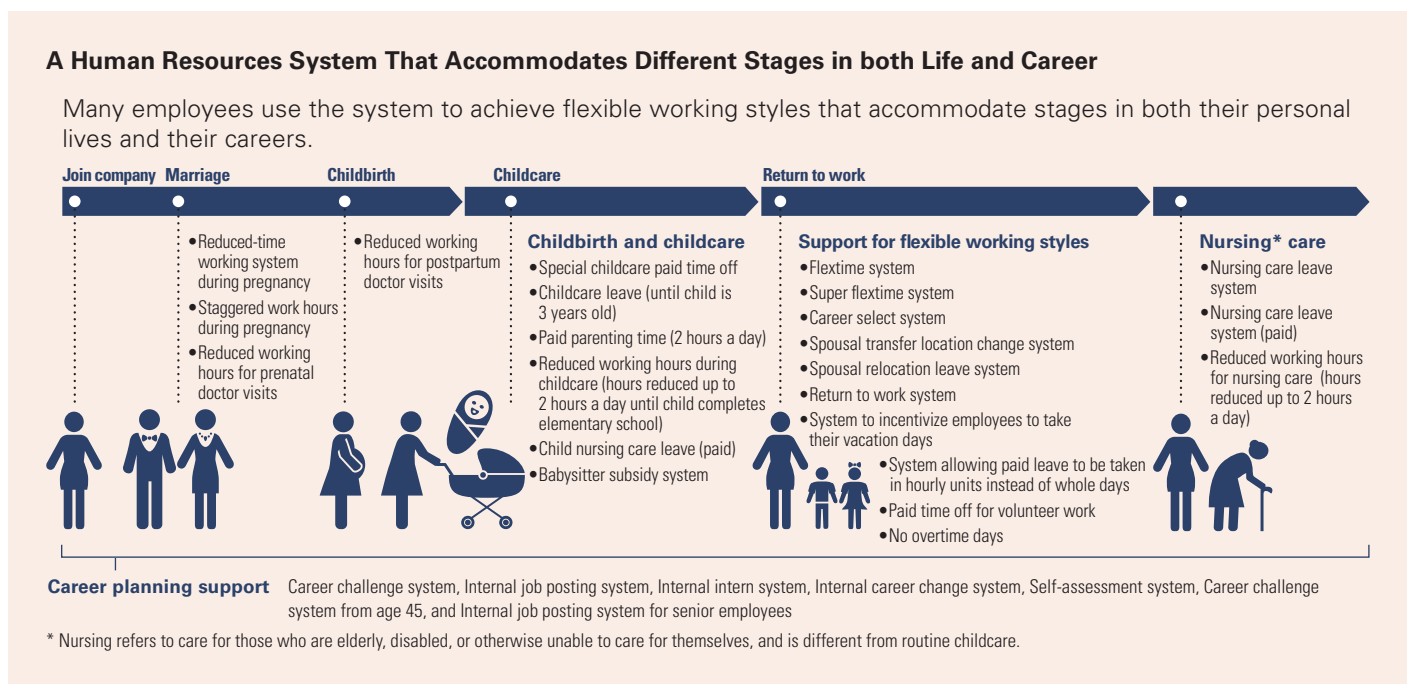 A Human Resources System That Accommodates Different Stages in both Life and Career
Many employees use the system to achieve flexible working styles that accommodate stages in both their personal
lives and their careers.
Join company
Marriage
Childbirth
Childcare
Return to work
•Reduced-time
working system
during pregnancy
•Staggered work hours
during pregnancy
•Reduced working
hours for prenatal
doctor visits
•Reduced working
hours for postpartum
doctor visits
Childbirth and childcare
•Special childcare paid time off
•Childcare leave (until child is
3 years old)
•Paid parenting time (2 hours a day)
•Reduced working hours during
childcare (hours reduced up to
2 hours a day until child completes
elementary school)
•Child nursing care leave (paid)
•Babysitter subsidy system
Support for flexible working styles
•Flextime system
•Super flextime system
•Career select system
•Spousal transfer location change system
•Spousal relocation leave system
•Return to work system
•System to incentivize employees to take
their vacation days
•System allowing paid leave to be taken
in hourly units instead of whole days
•Paid time off for volunteer work
•No overtime days
Nursing* care
•Nursing care leave
system
•Nursing care leave
system (paid)
•Reduced working hours
for nursing care (hours
reduced up to 2 hours
a day)
Career planning support
Career challenge system, Internal job posting system, Internal intern system, Internal career change system, Self-assessment system, Career challenge
system from age 45, and Internal job posting system for senior employees
* Nursing refers to care for those who are elderly, disabled, or otherwise unable to care for themselves, and is different from routine childcare.